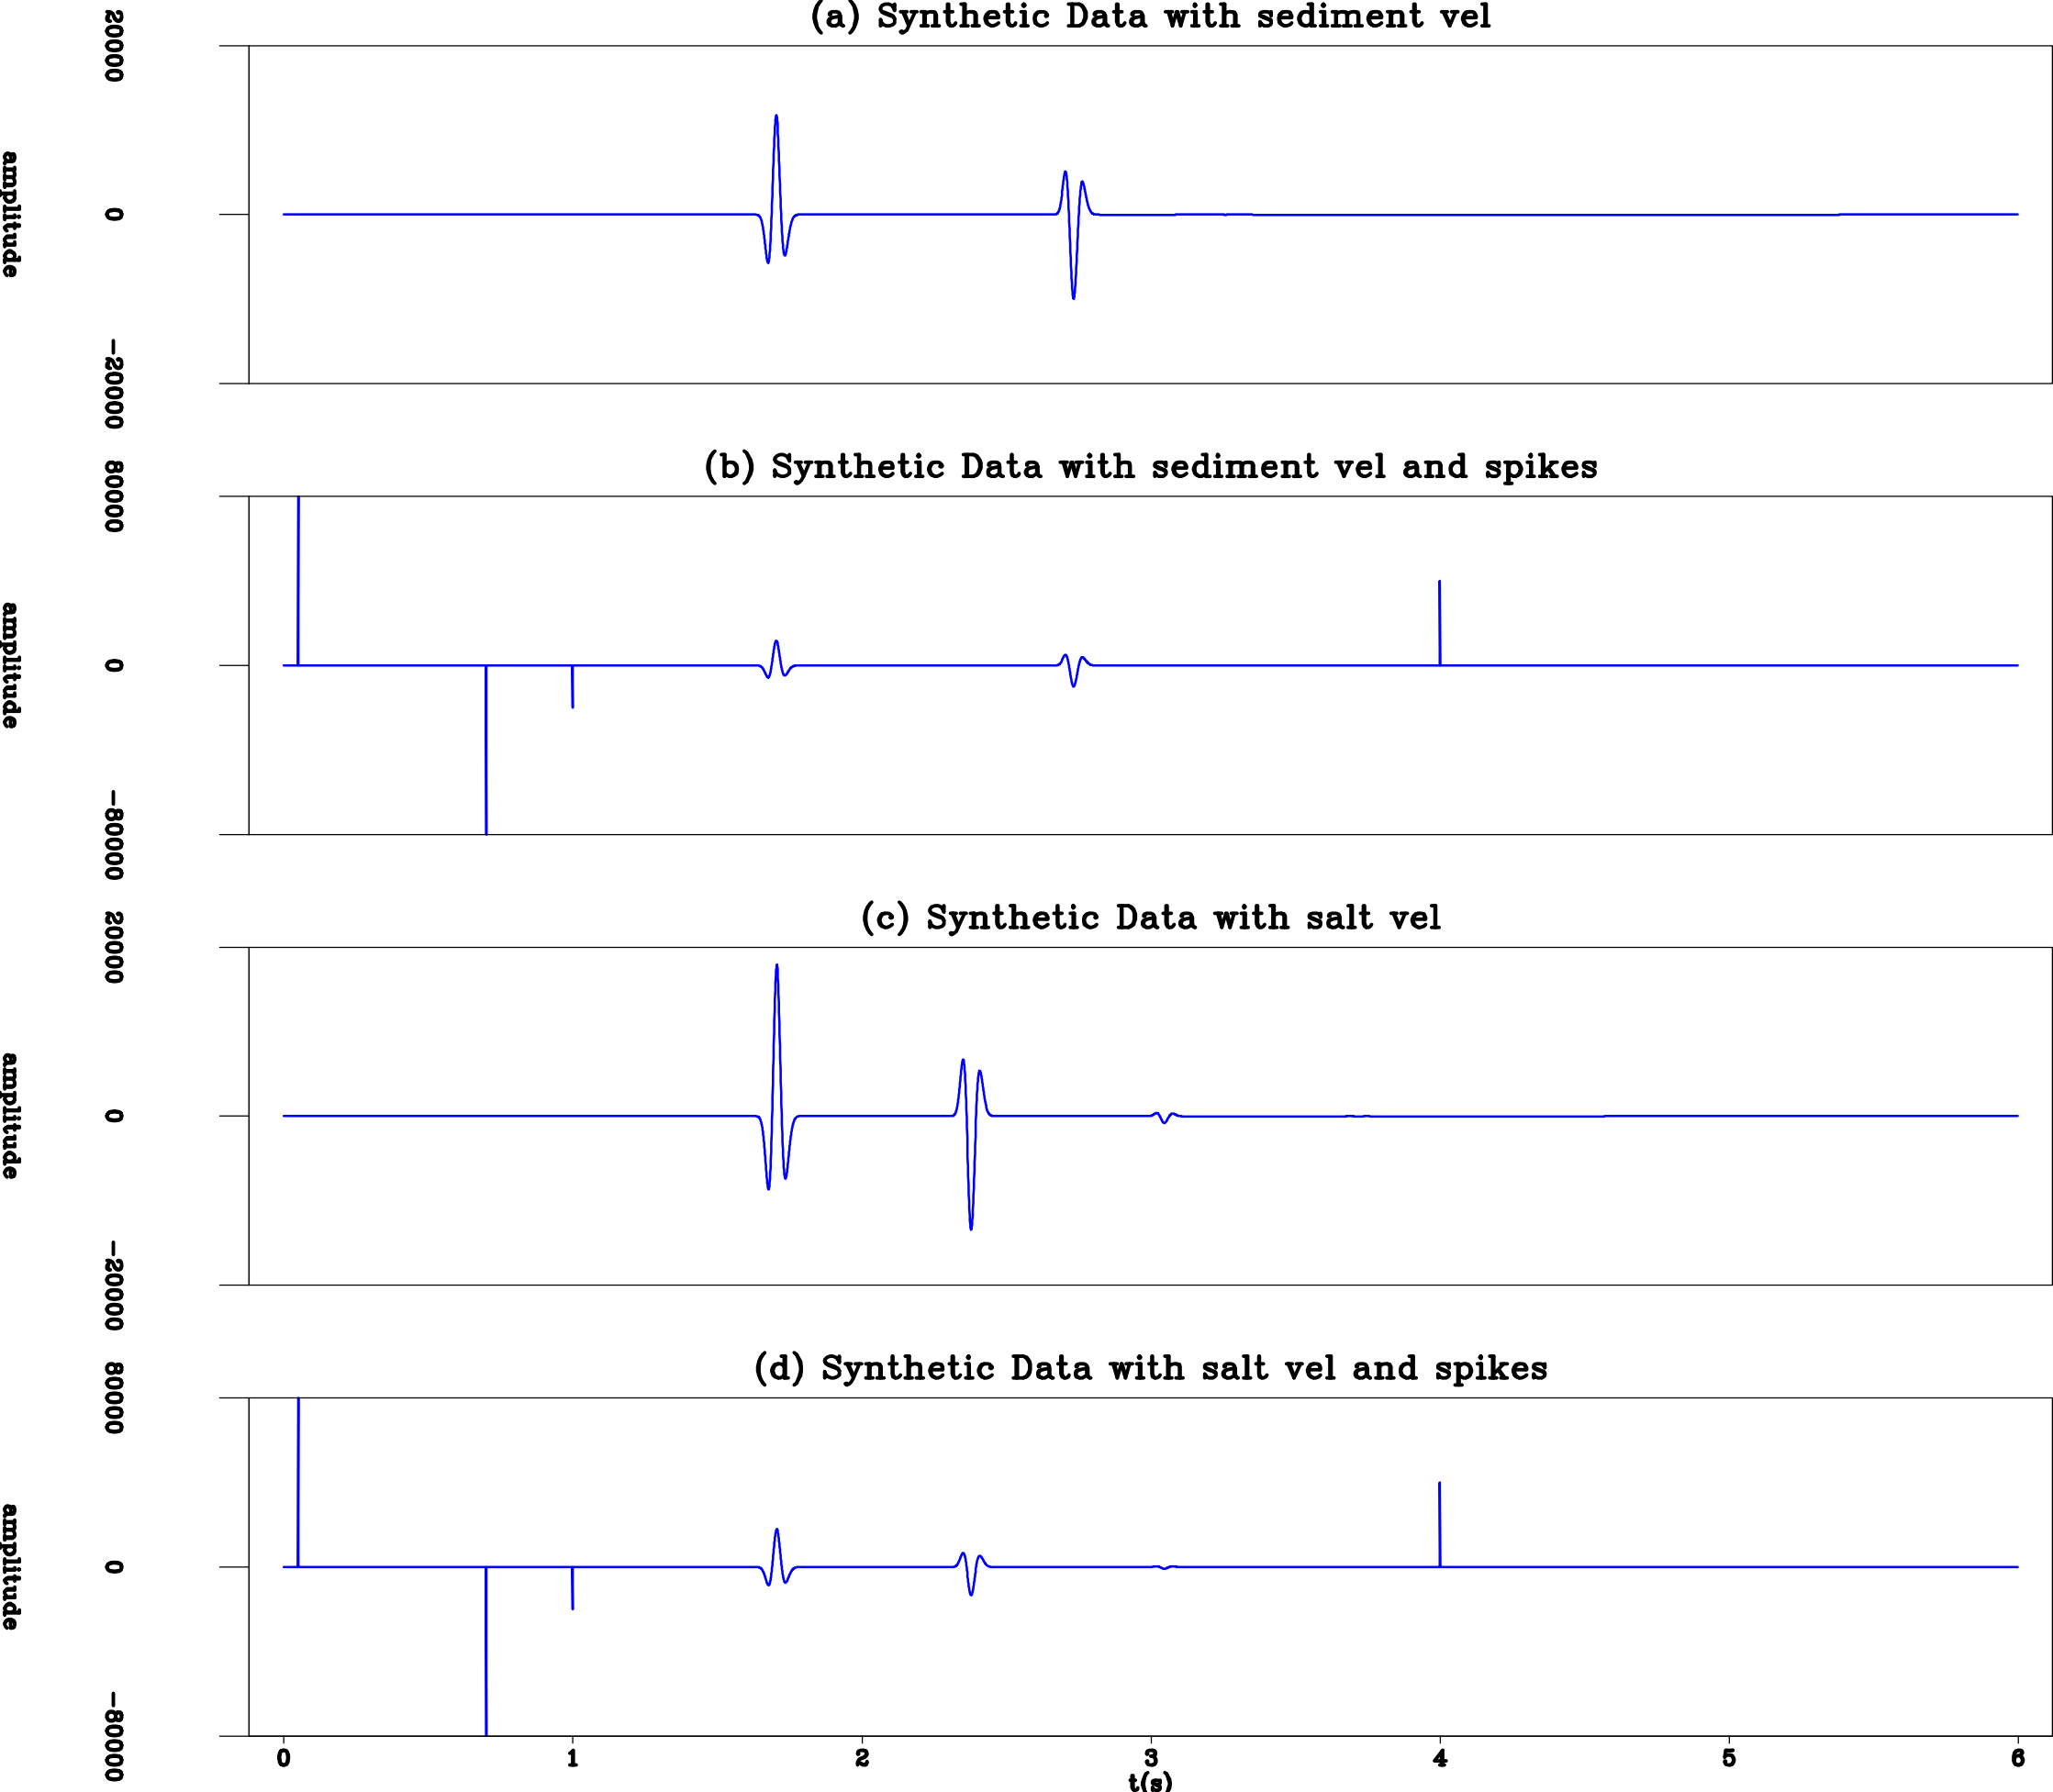 (a) Synthetic Data with sediment vel
20000
0
-20000
amplitude
(b) Synthetic Data with sediment vel and spikes
80000
0
-80000
amplitude
(c) Synthetic Data with salt vel
20000
0
-20000
amplitude
(d) Synthetic Data with salt vel and spikes
80000
0
-80000
amplitude
0 1 2 3 4 5 6
t(s)